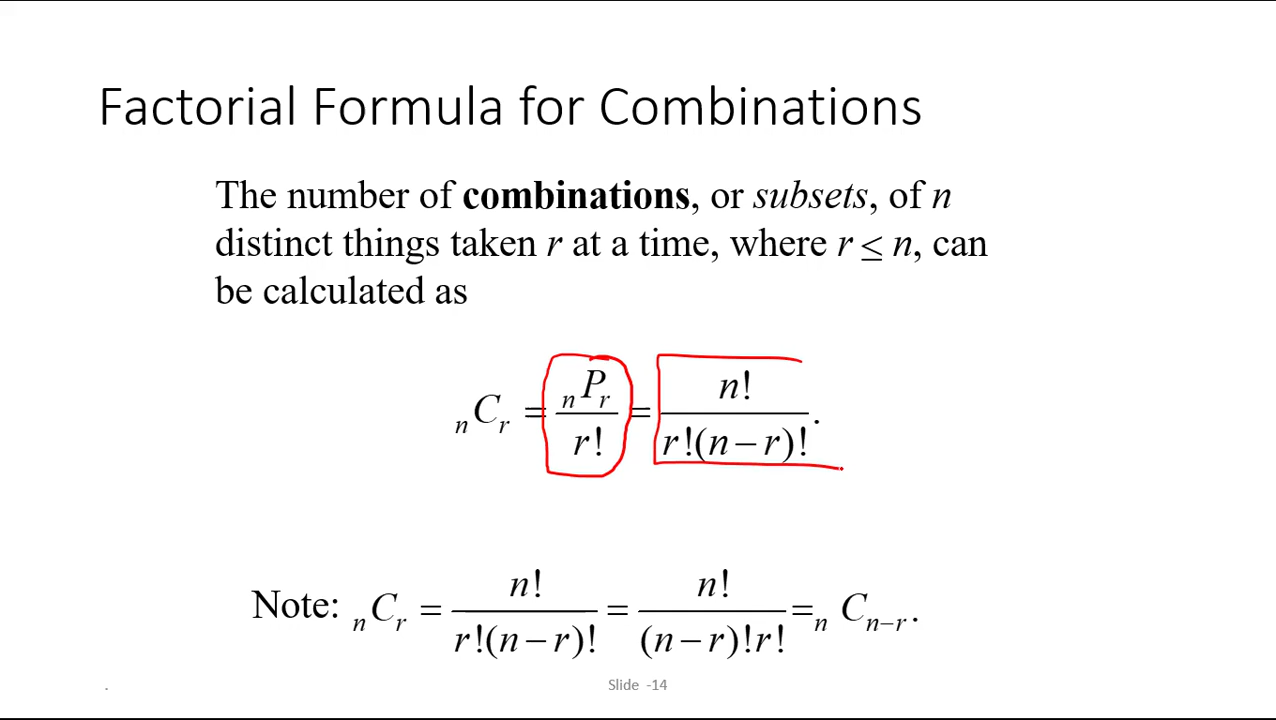 Factorial Formula for Combinations
The number of combinations, or subsets, of n
distinct things taken r at a time, where r ≤ n, can
be calculated as
ₙCᵣ = ₙPᵣ / r! = n! / r!(n − r)! .
Note: ₙCᵣ = n! / r!(n − r)! = n! / (n − r)!r! = ₙCₙ₋ᵣ.
. Slide -14